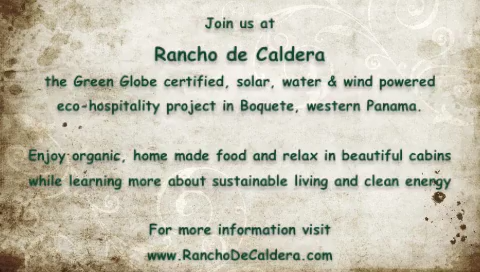 Join us at
Rancho de Caldera
the Green Globe certified, solar, water & wind powered
eco-hospitality project in Boquete, western Panama.
Enjoy organic, home made food and relax in beautiful cabins
while learning more about sustainable living and clean energy
For more information visit
www.RanchoDeCaldera.com